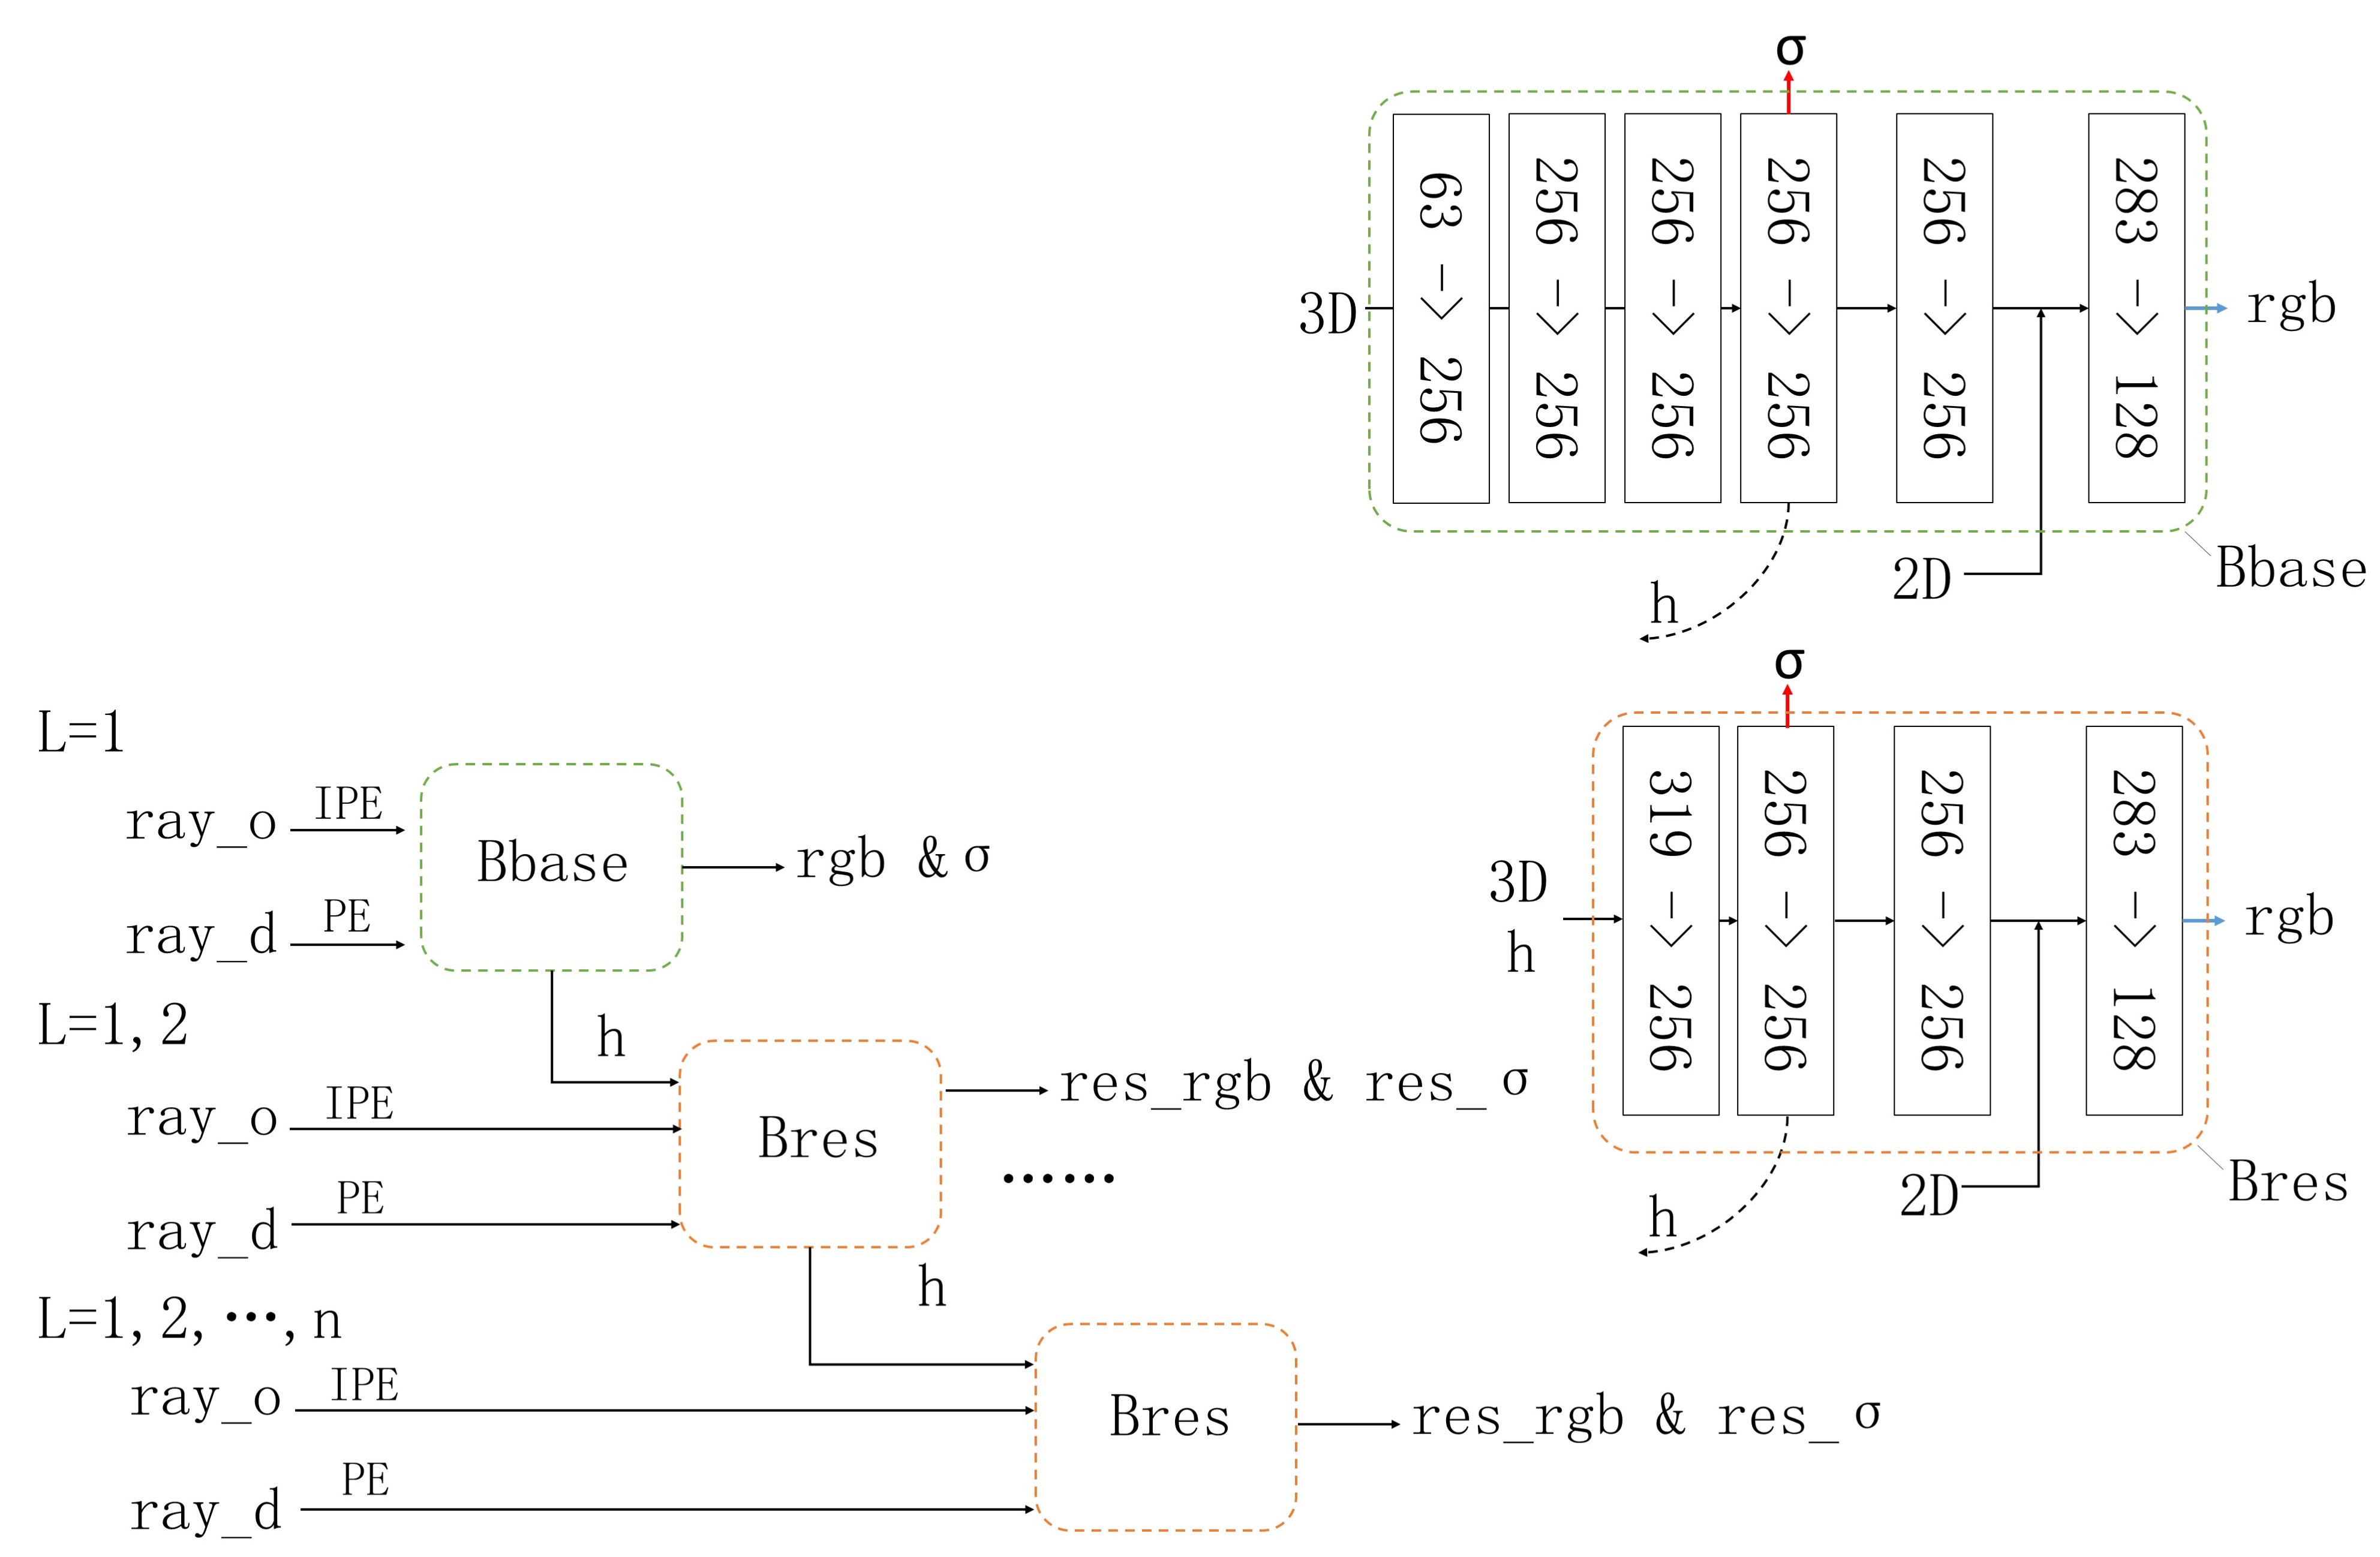 σ
63 -> 256
256 -> 256
256 -> 256
256 -> 256
256 -> 256
283 -> 128
3D
rgb
2D
Bbase
h
σ
319 -> 256
256 -> 256
256 -> 256
283 -> 128
3D
h
rgb
2D
Bres
h
L=1
ray_o
IPE
ray_d
PE
Bbase
rgb & σ
h
L=1,2
ray_o
IPE
ray_d
PE
Bres
res_rgb & res_σ
······
h
L=1,2,···,n
ray_o
IPE
ray_d
PE
Bres
res_rgb & res_σ